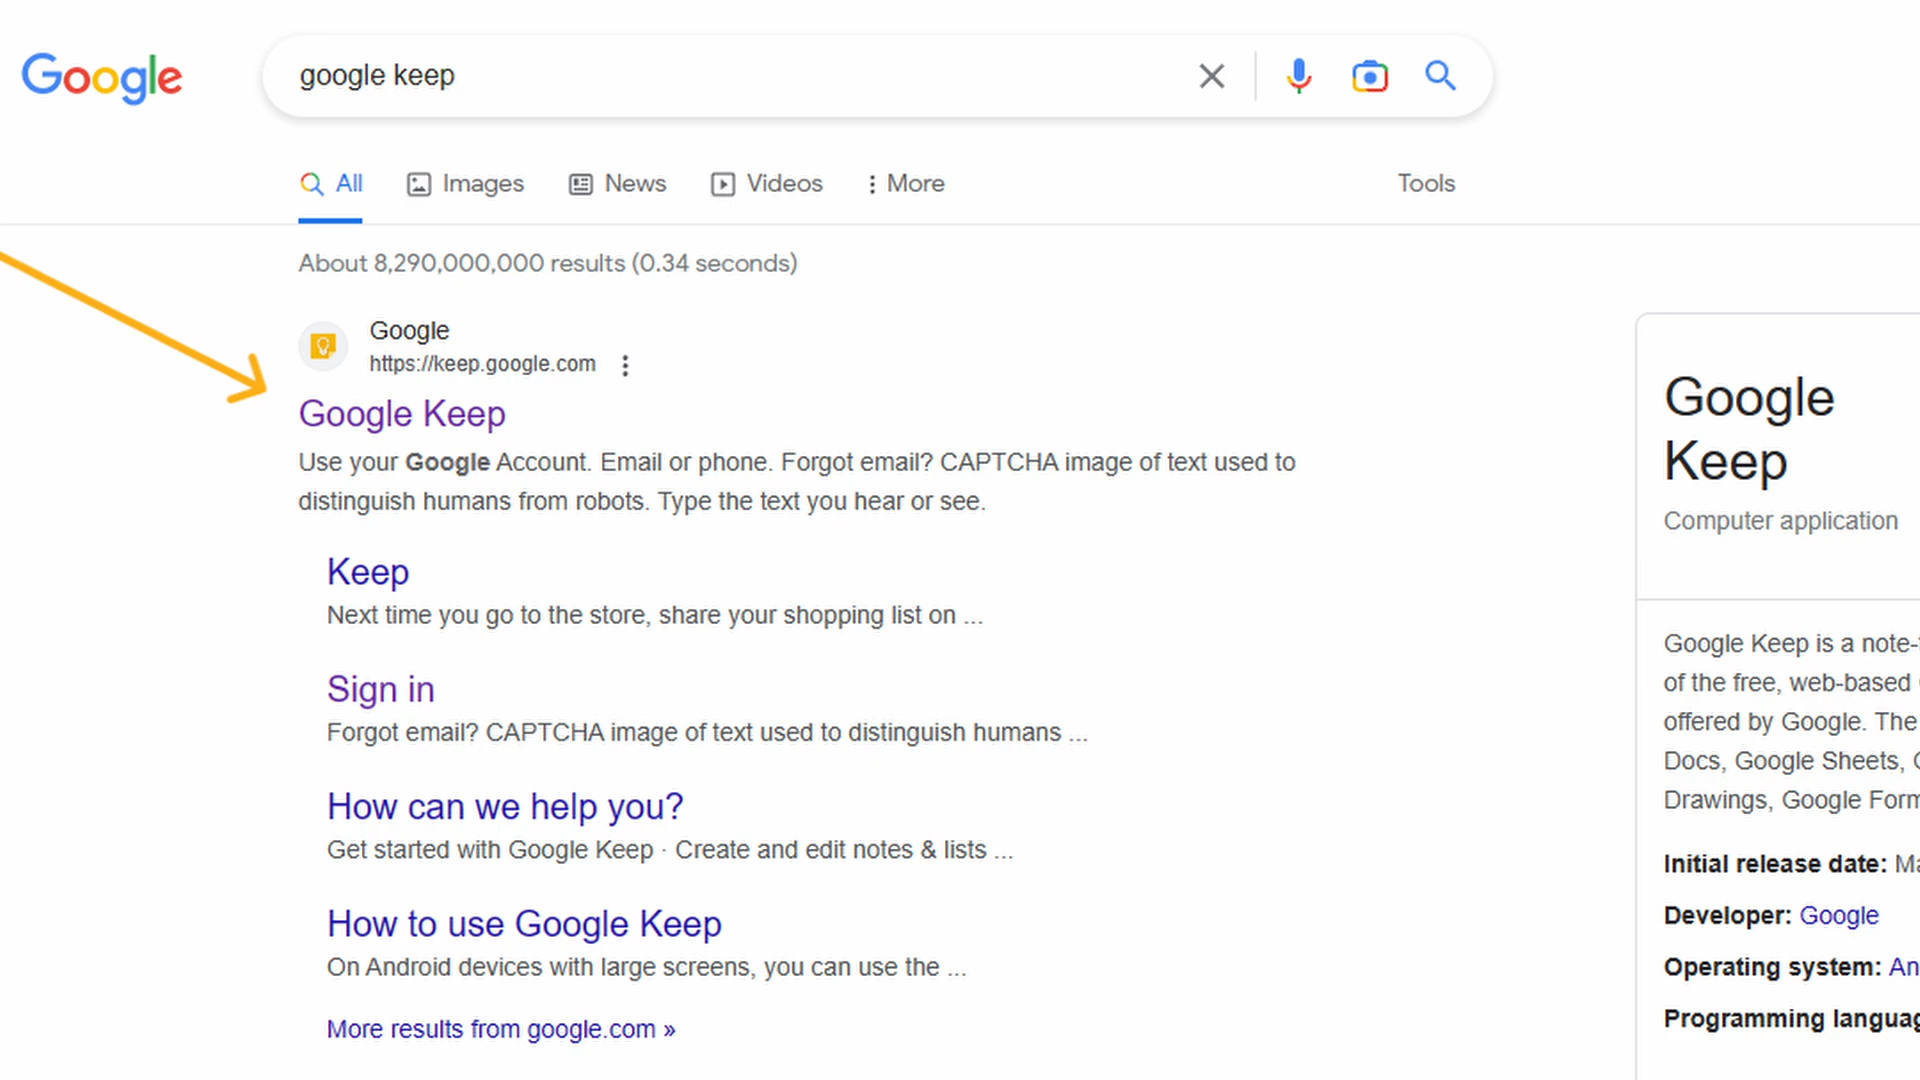 Google
google keep
All Images News Videos More Tools
About 8,290,000,000 results (0.34 seconds)
Google
https://keep.google.com
Google Keep
Use your Google Account. Email or phone. Forgot email? CAPTCHA image of text used to
distinguish humans from robots. Type the text you hear or see.
Keep
Next time you go to the store, share your shopping list on ...
Sign in
Forgot email? CAPTCHA image of text used to distinguish humans ...
How can we help you?
Get started with Google Keep · Create and edit notes & lists ...
How to use Google Keep
On Android devices with large screens, you can use the ...
More results from google.com »
Google
Keep
Computer application
Google Keep is a note-
of the free, web-based
offered by Google. The
Docs, Google Sheets,
Drawings, Google Form
Initial release date: Ma
Developer: Google
Operating system: An
Programming languag